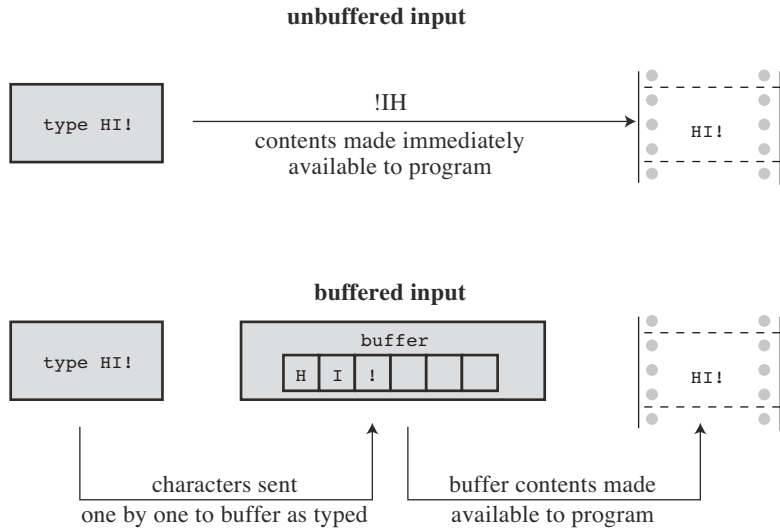 unbuffered input
type HI!
!IH
contents made immediately
available to program
HI!
buffered input
type HI!
buffer
H I !
HI!
characters sent
one by one to buffer as typed
buffer contents made
available to program